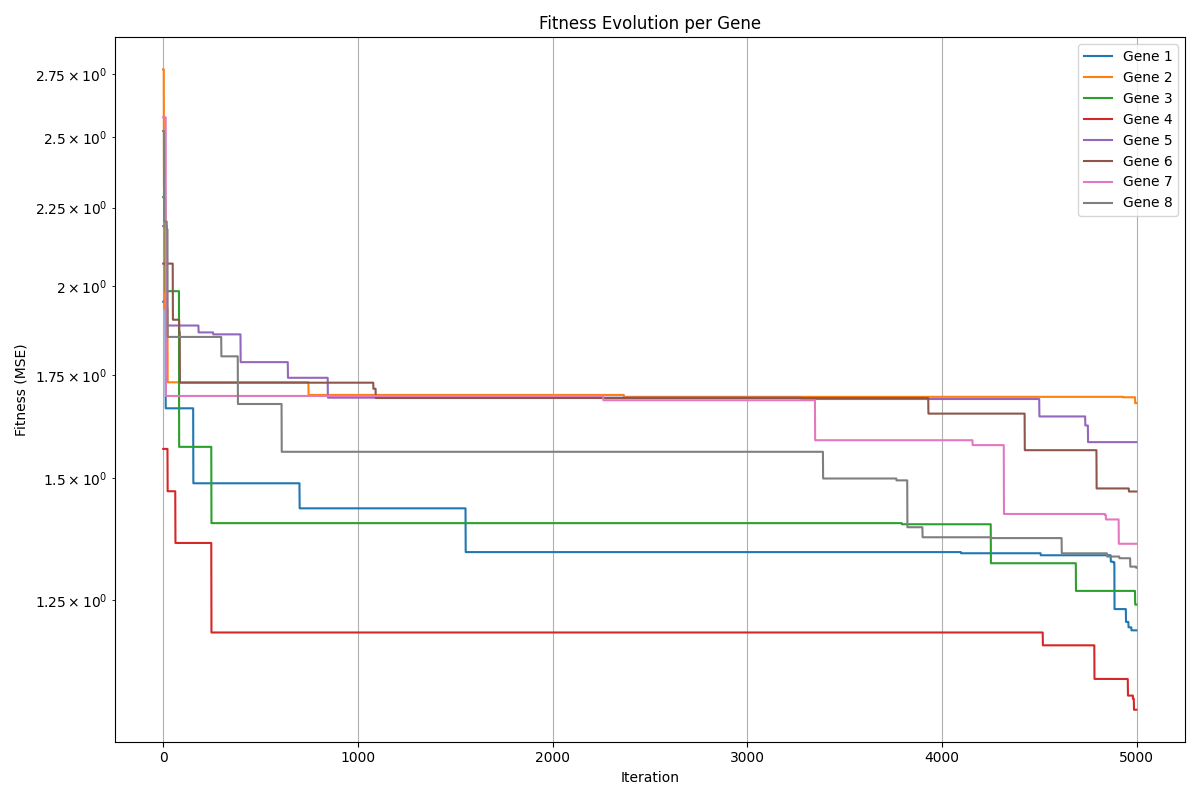 Fitness Evolution per Gene
2.75 × 10⁰
2.5 × 10⁰
2.25 × 10⁰
2 × 10⁰
1.75 × 10⁰
1.5 × 10⁰
1.25 × 10⁰
Fitness (MSE)
Gene 1
Gene 2
Gene 3
Gene 4
Gene 5
Gene 6
Gene 7
Gene 8
0 1000 2000 3000 4000 5000
Iteration